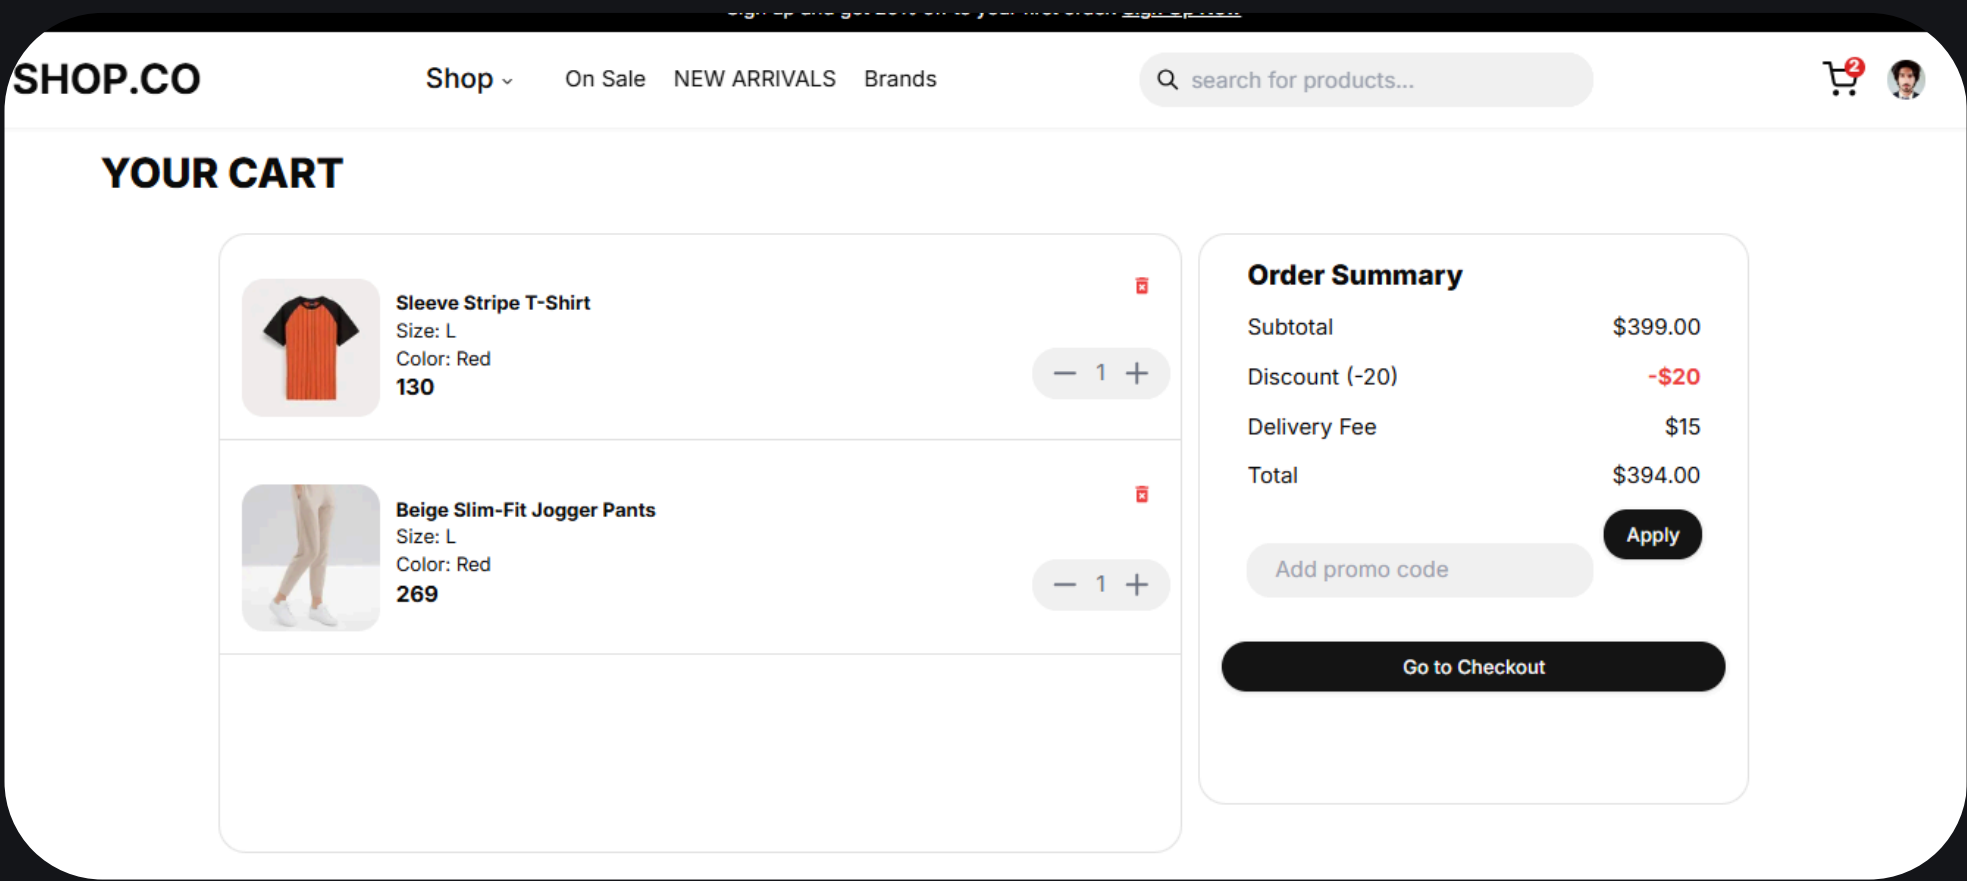 SHOP.CO
Shop
On Sale
NEW ARRIVALS
Brands
search for products...
2
YOUR CART
Sleeve Stripe T-Shirt
Size: L
Color: Red
130
1
Beige Slim-Fit Jogger Pants
Size: L
Color: Red
269
1
Order Summary
Subtotal $399.00
Discount (-20) -$20
Delivery Fee $15
Total $394.00
Apply
Add promo code
Go to Checkout